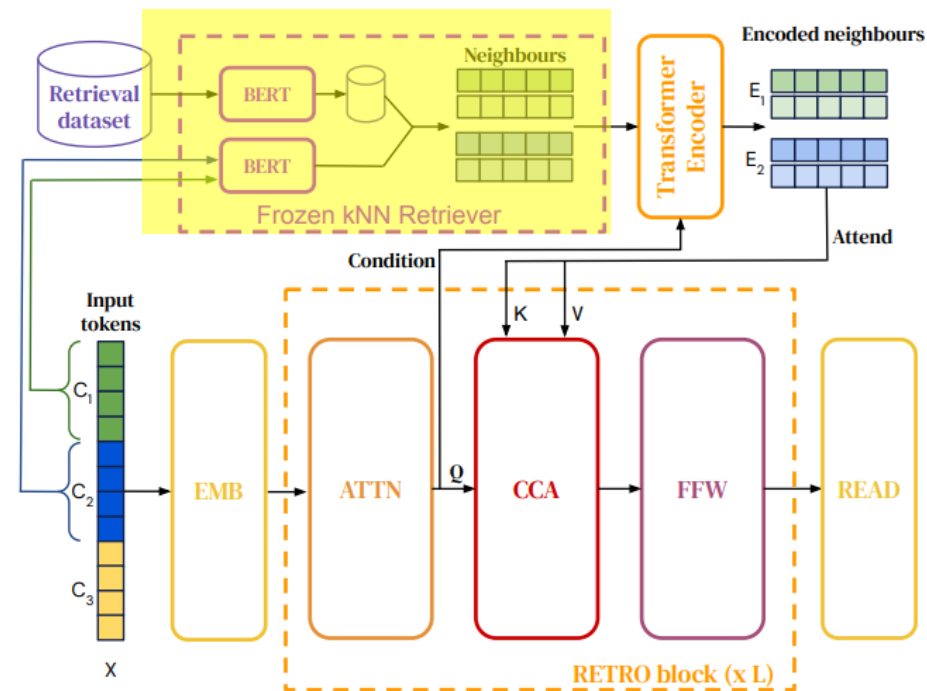 Retrieval
dataset
BERT
BERT
Neighbours
Frozen kNN Retriever
Transformer
Encoder
Encoded neighbours
E1
E2
Condition
Attend
Input
tokens
K
V
C1
C2
C3
X
EMB
ATTN
Q
CCA
FFW
READ
RETRO block (x L)